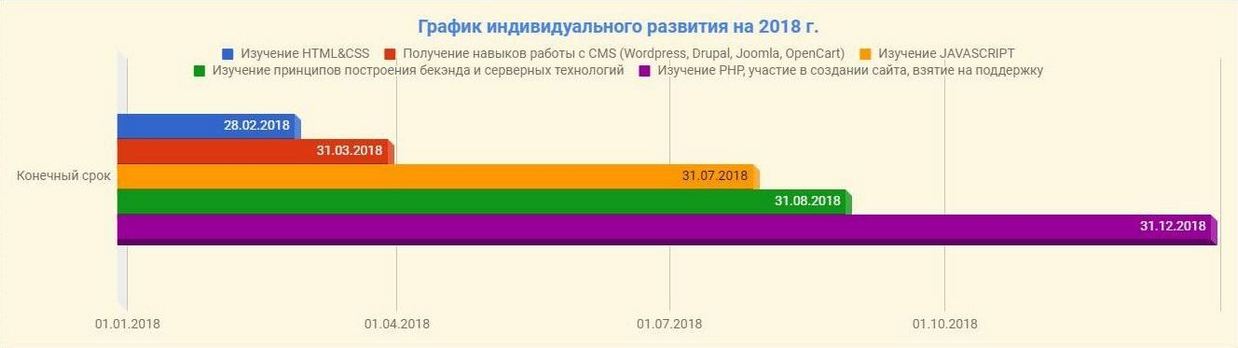 График индивидуального развития на 2018 г.
Изучение HTML&CSS Получение навыков работы с CMS (Wordpress, Drupal, Joomla, OpenCart) Изучение JAVASCRIPT
Изучение принципов построения бекэнда и серверных технологий Изучение PHP, участие в создании сайта, взятие на поддержку
28.02.2018
31.03.2018
Конечный срок 31.07.2018
31.08.2018
31.12.2018
01.01.2018 01.04.2018 01.07.2018 01.10.2018